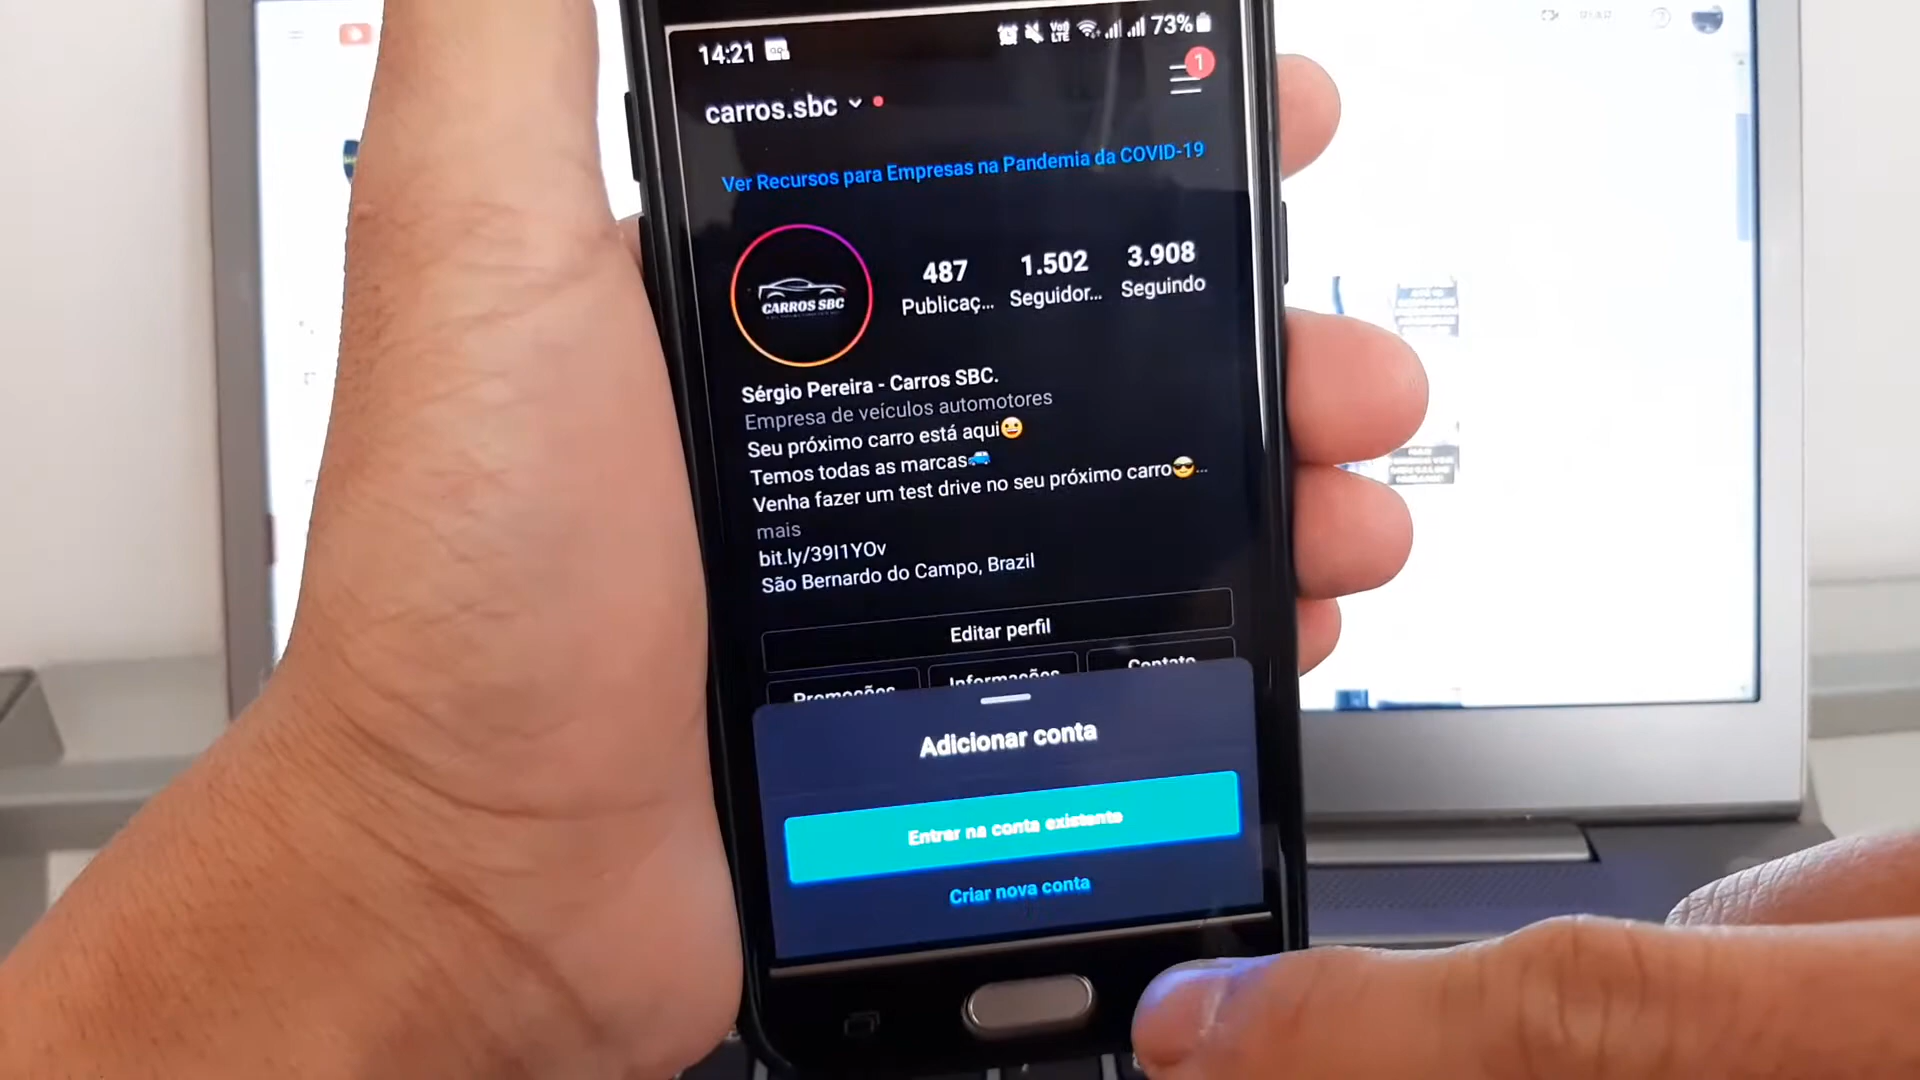 14:21
Vo)) LTE 73%
1
carros.sbc
Ver Recursos para Empresas na Pandemia da COVID-19
487 1.502 3.908
Publicaç... Seguidor... Seguindo
CARROS SBC
Sérgio Pereira - Carros SBC.
Empresa de veículos automotores
Seu próximo carro está aqui😀
Temos todas as marcas🚙
Venha fazer um test drive no seu próximo carro😎...
mais
bit.ly/39I1YOv
São Bernardo do Campo, Brazil
Editar perfil
Promoções Informações Contato
Adicionar conta
Entrar na conta existente
Criar nova conta